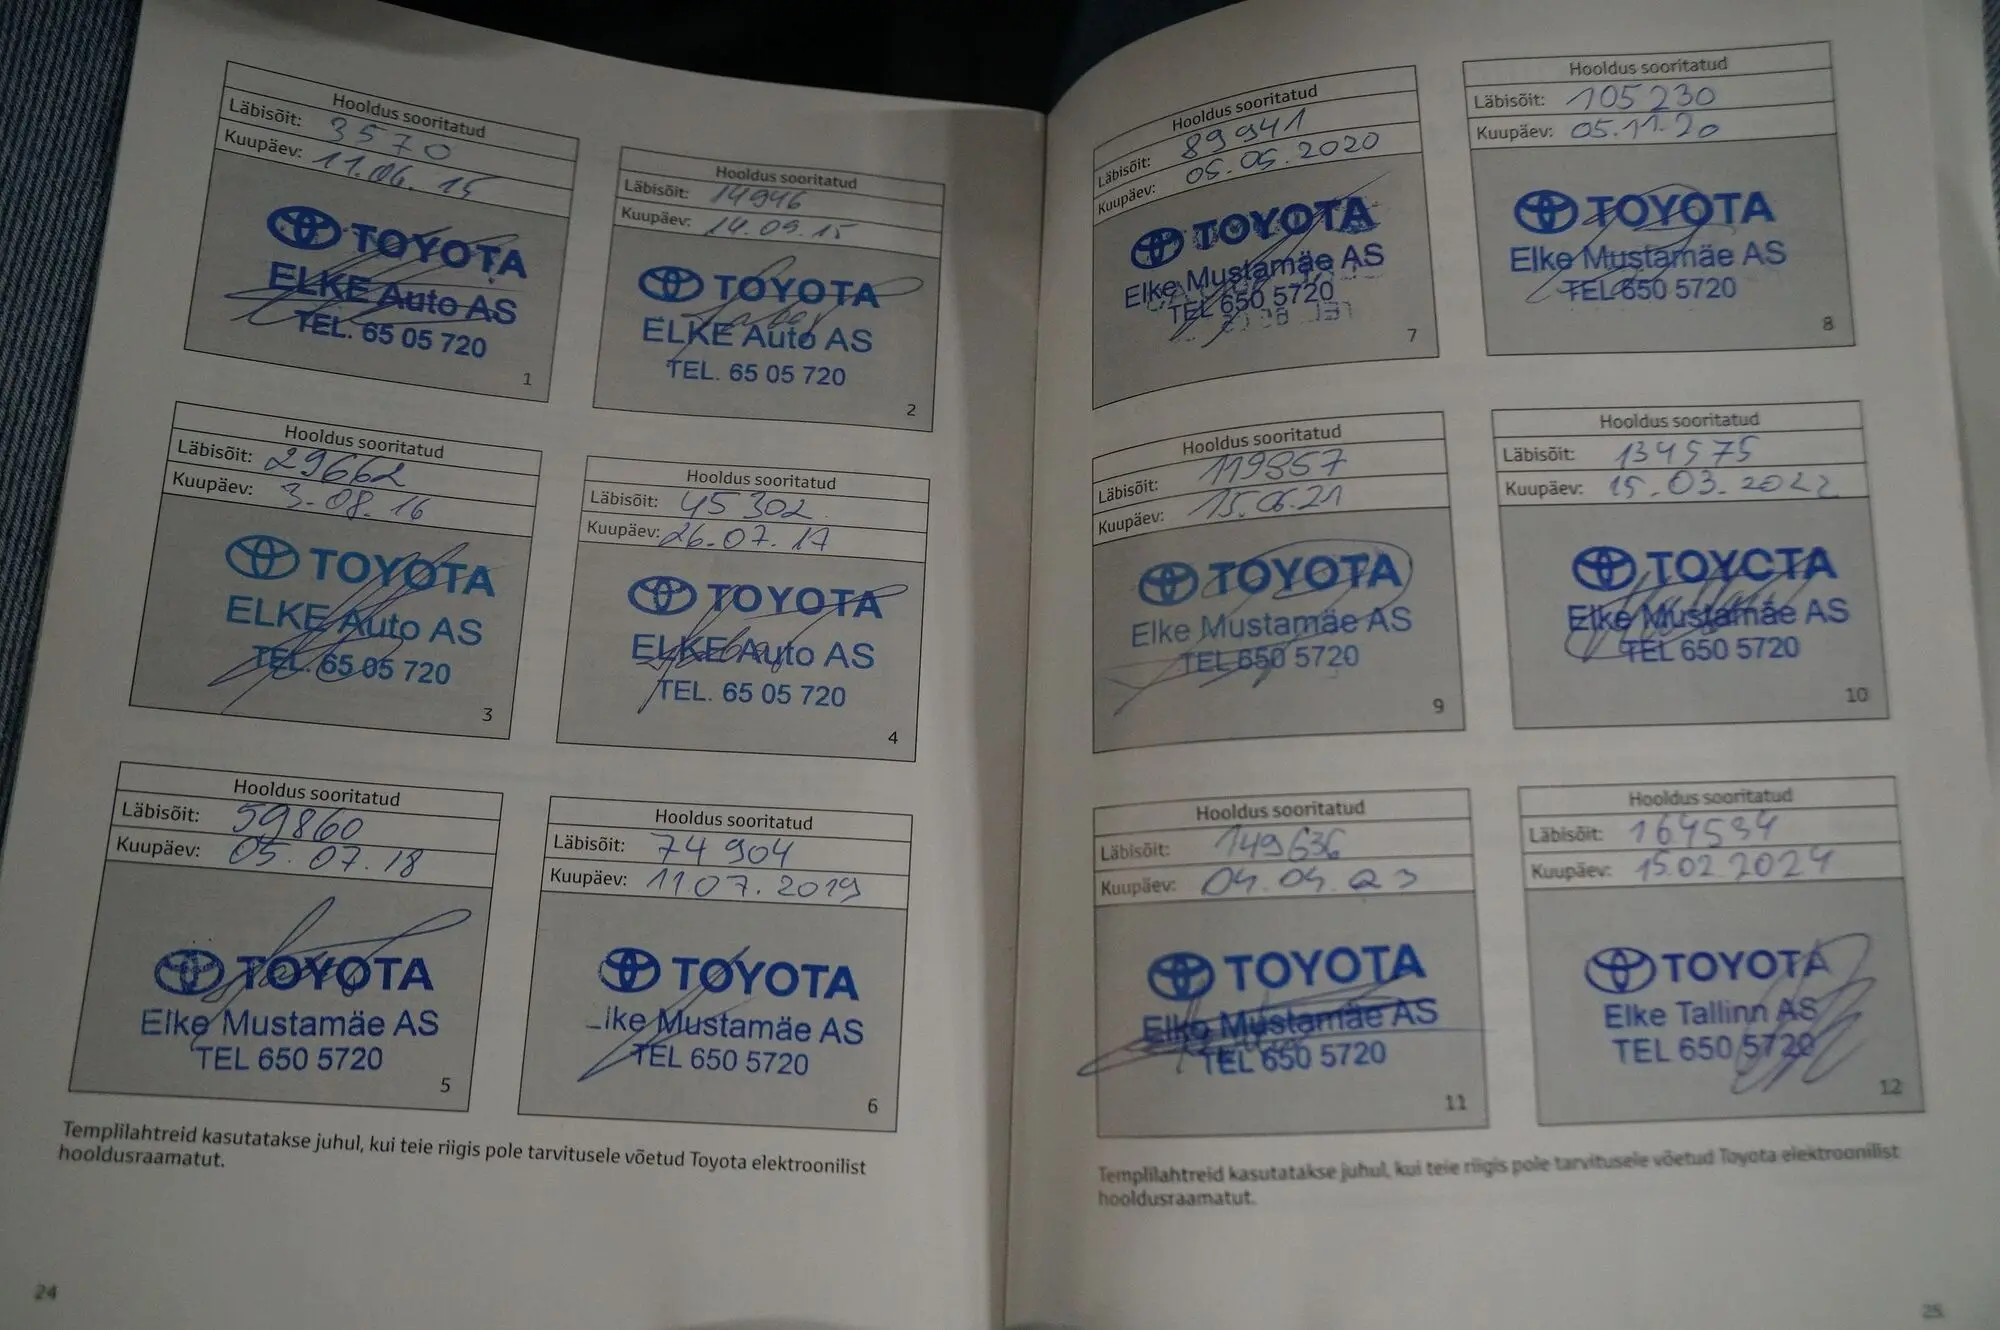 Hooldus sooritatud
Läbisõit: 3570
Kuupäev: 11.06.15
TOYOTA
ELKE Auto AS
TEL. 65 05 720
1
Hooldus sooritatud
Läbisõit: 14946
Kuupäev: 14.09.15
TOYOTA
ELKE Auto AS
TEL. 65 05 720
2
Hooldus sooritatud
Läbisõit: 29662
Kuupäev: 3.08.16
TOYOTA
ELKE Auto AS
TEL. 65 05 720
3
Hooldus sooritatud
Läbisõit: 45302
Kuupäev: 26.07.17
TOYOTA
ELKE Auto AS
TEL. 65 05 720
4
Hooldus sooritatud
Läbisõit: 59860
Kuupäev: 05.07.18
TOYOTA
Elke Mustamäe AS
TEL 650 5720
5
Hooldus sooritatud
Läbisõit: 74904
Kuupäev: 11.07.2019
TOYOTA
lke Mustamäe AS
TEL 650 5720
6
Templilahtreid kasutatakse juhul, kui teie riigis pole tarvitusele võetud Toyota elektroonilist
hooldusraamatut.
24
Hooldus sooritatud
Läbisõit: 89941
Kuupäev: 05.05.2020
TOYOTA
Elke Mustamäe AS
TEL 650 5720
7
Hooldus sooritatud
Läbisõit: 105230
Kuupäev: 05.11.20
TOYOTA
Elke Mustamäe AS
TEL 650 5720
8
Hooldus sooritatud
Läbisõit: 119857
Kuupäev: 15.06.21
TOYOTA
Elke Mustamäe AS
TEL 650 5720
9
Hooldus sooritatud
Läbisõit: 134575
Kuupäev: 15.03.2022
TOYOTA
Elke Mustamäe AS
TEL 650 5720
10
Hooldus sooritatud
Läbisõit: 149636
Kuupäev: 04.04.23
TOYOTA
Elke Mustamäe AS
TEL 650 5720
11
Hooldus sooritatud
Läbisõit: 164534
Kuupäev: 15.02.2024
TOYOTA
Elke Tallinn AS
TEL 650 5720
12
Templilahtreid kasutatakse juhul, kui teie riigis pole tarvitusele võetud Toyota elektroonilist
hooldusraamatut.
25